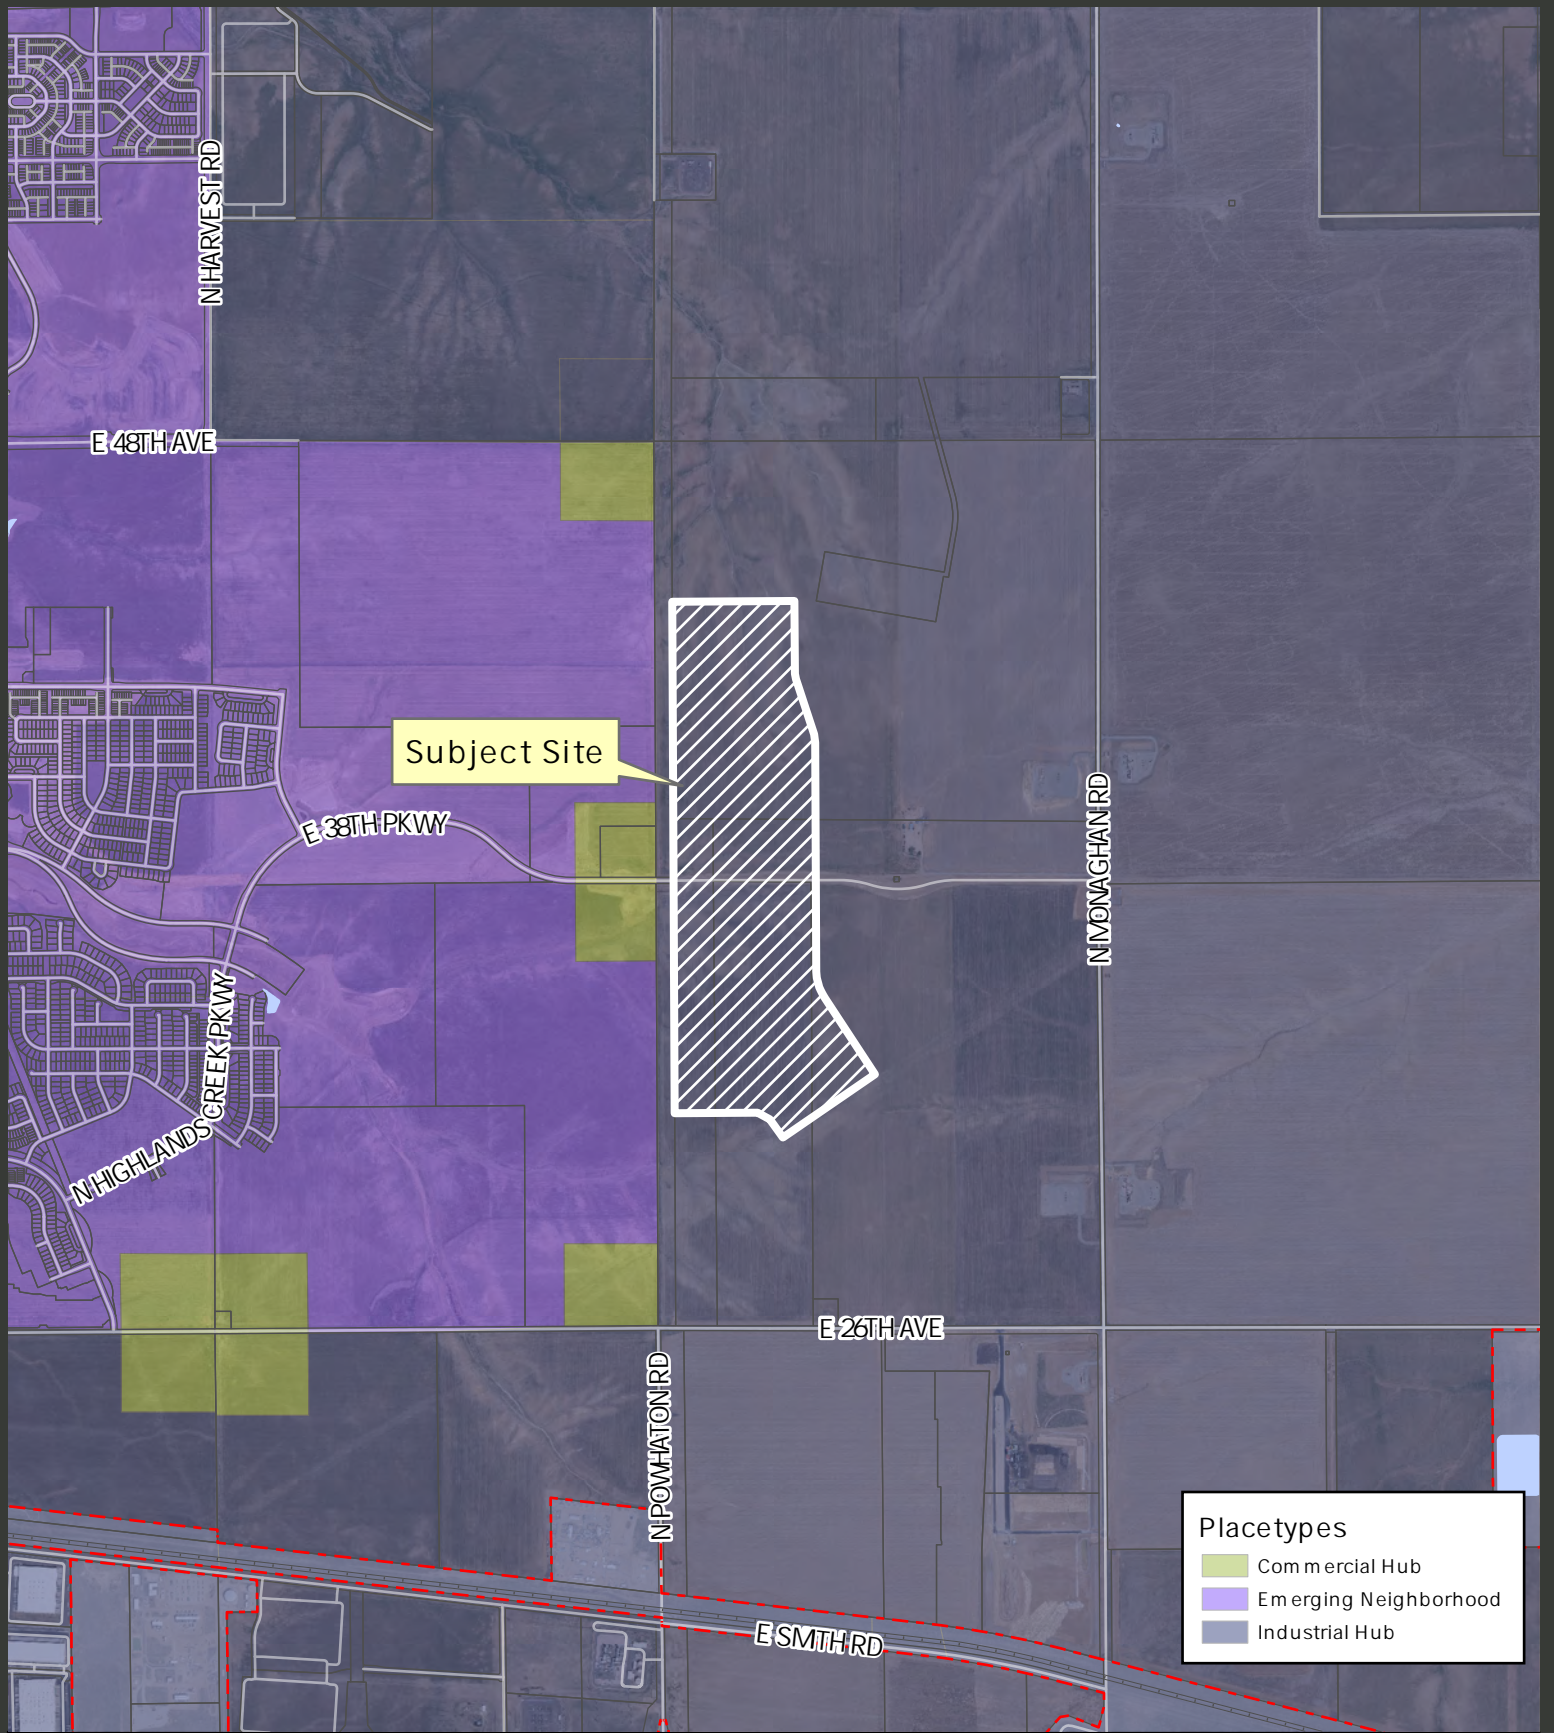 N HARVEST RD
E 48TH AVE
Subject Site
E 38TH PKWY
N MONAGHAN RD
N HIGHLANDS CREEK PKWY
E 26TH AVE
N POWHATON RD
E SMITH RD
Placetypes
Commercial Hub
Emerging Neighborhood
Industrial Hub